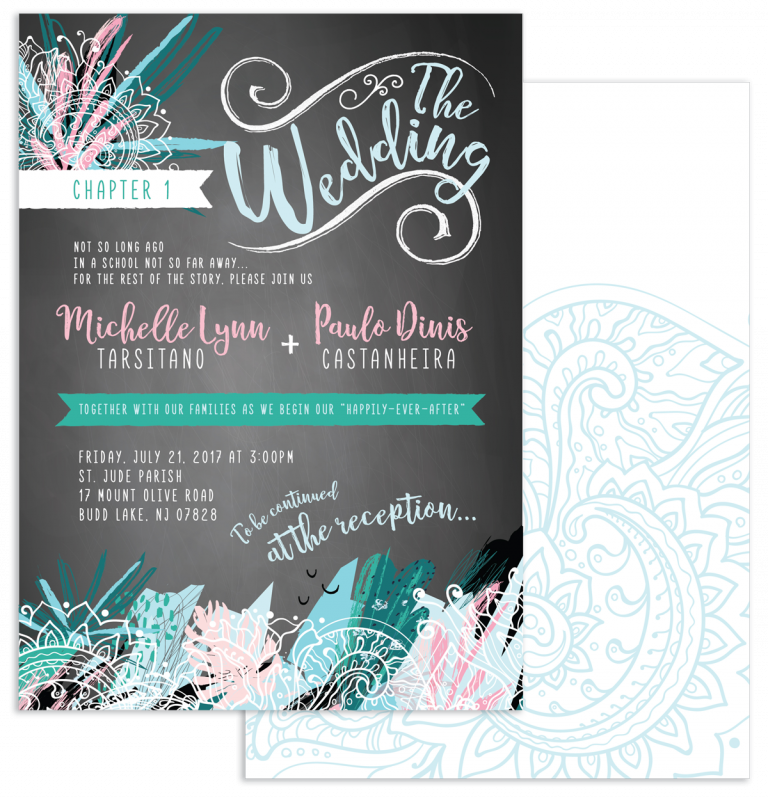 The
Wedding
CHAPTER 1
NOT SO LONG AGO
IN A SCHOOL NOT SO FAR AWAY...
FOR THE REST OF THE STORY, PLEASE JOIN US
Michelle Lynn
TARSITANO
+
Paulo Dinis
CASTANHEIRA
TOGETHER WITH OUR FAMILIES AS WE BEGIN OUR "HAPPILY-EVER-AFTER"
FRIDAY, JULY 21, 2017 AT 3:00PM
ST. JUDE PARISH
17 MOUNT OLIVE ROAD
BUDD LAKE, NJ 07828
To be continued
at the reception...